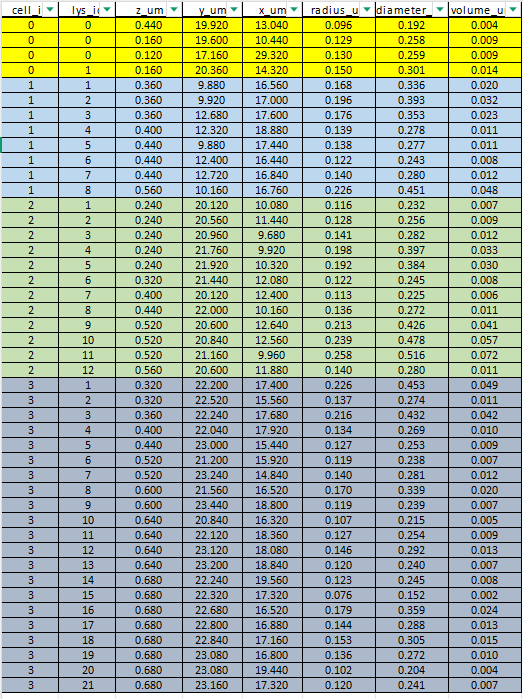 cell_i lys_i z_um y_um x_um radius_u diameter_ volume_u
0 0 0.440 19.920 13.040 0.096 0.192 0.004
0 0 0.160 19.600 10.440 0.129 0.258 0.009
0 0 0.120 17.160 29.320 0.130 0.259 0.009
0 1 0.160 20.360 14.320 0.150 0.301 0.014
1 1 0.360 9.880 16.560 0.168 0.336 0.020
1 2 0.360 9.920 17.000 0.196 0.393 0.032
1 3 0.360 12.680 17.600 0.176 0.353 0.023
1 4 0.400 12.320 18.880 0.139 0.278 0.011
1 5 0.440 9.880 17.440 0.138 0.277 0.011
1 6 0.440 12.400 16.440 0.122 0.243 0.008
1 7 0.440 12.720 16.840 0.140 0.280 0.012
1 8 0.560 10.160 16.760 0.226 0.451 0.048
2 1 0.240 20.120 10.080 0.116 0.232 0.007
2 2 0.240 20.560 11.440 0.128 0.256 0.009
2 3 0.240 20.960 9.680 0.141 0.282 0.012
2 4 0.240 21.760 9.920 0.198 0.397 0.033
2 5 0.240 21.920 10.320 0.192 0.384 0.030
2 6 0.320 21.440 12.080 0.122 0.245 0.008
2 7 0.400 20.120 12.400 0.113 0.225 0.006
2 8 0.440 22.000 10.160 0.136 0.272 0.011
2 9 0.520 20.600 12.640 0.213 0.426 0.041
2 10 0.520 20.840 12.560 0.239 0.478 0.057
2 11 0.520 21.160 9.960 0.258 0.516 0.072
2 12 0.560 20.600 11.880 0.140 0.280 0.011
3 1 0.320 22.200 17.400 0.226 0.453 0.049
3 2 0.320 22.520 15.560 0.137 0.274 0.011
3 3 0.360 22.240 17.680 0.216 0.432 0.042
3 4 0.400 22.040 17.920 0.134 0.269 0.010
3 5 0.440 23.000 15.440 0.127 0.253 0.009
3 6 0.520 21.200 15.920 0.119 0.238 0.007
3 7 0.520 23.240 14.840 0.140 0.281 0.012
3 8 0.600 21.560 16.520 0.170 0.339 0.020
3 9 0.600 23.440 18.800 0.119 0.239 0.007
3 10 0.640 20.840 16.320 0.107 0.215 0.005
3 11 0.640 22.120 18.360 0.127 0.254 0.009
3 12 0.640 23.120 18.080 0.146 0.292 0.013
3 13 0.640 23.200 18.840 0.120 0.240 0.007
3 14 0.680 22.240 19.560 0.123 0.245 0.008
3 15 0.680 22.320 17.320 0.076 0.152 0.002
3 16 0.680 22.680 16.520 0.179 0.359 0.024
3 17 0.680 22.800 16.880 0.144 0.288 0.013
3 18 0.680 22.840 17.160 0.153 0.305 0.015
3 19 0.680 23.080 16.800 0.136 0.272 0.010
3 20 0.680 23.080 19.440 0.102 0.204 0.004
3 21 0.680 23.160 17.320 0.120 0.241 0.007